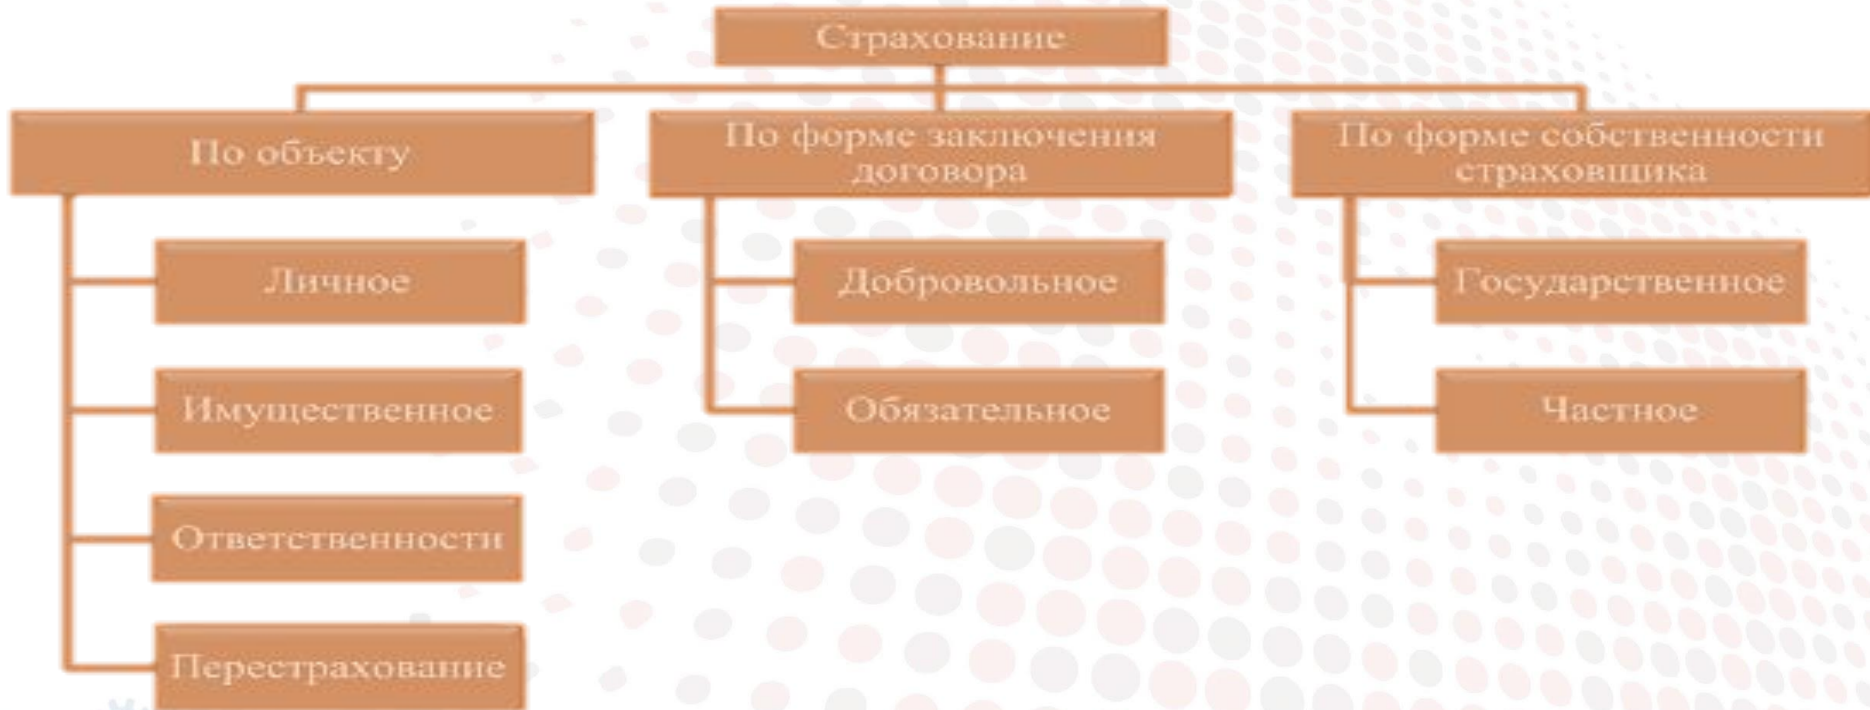 Страхование
По объекту
Личное
Имущественное
Ответственности
Перестрахование
По форме заключения
договора
Добровольное
Обязательное
По форме собственности
страховщика
Государственное
Частное